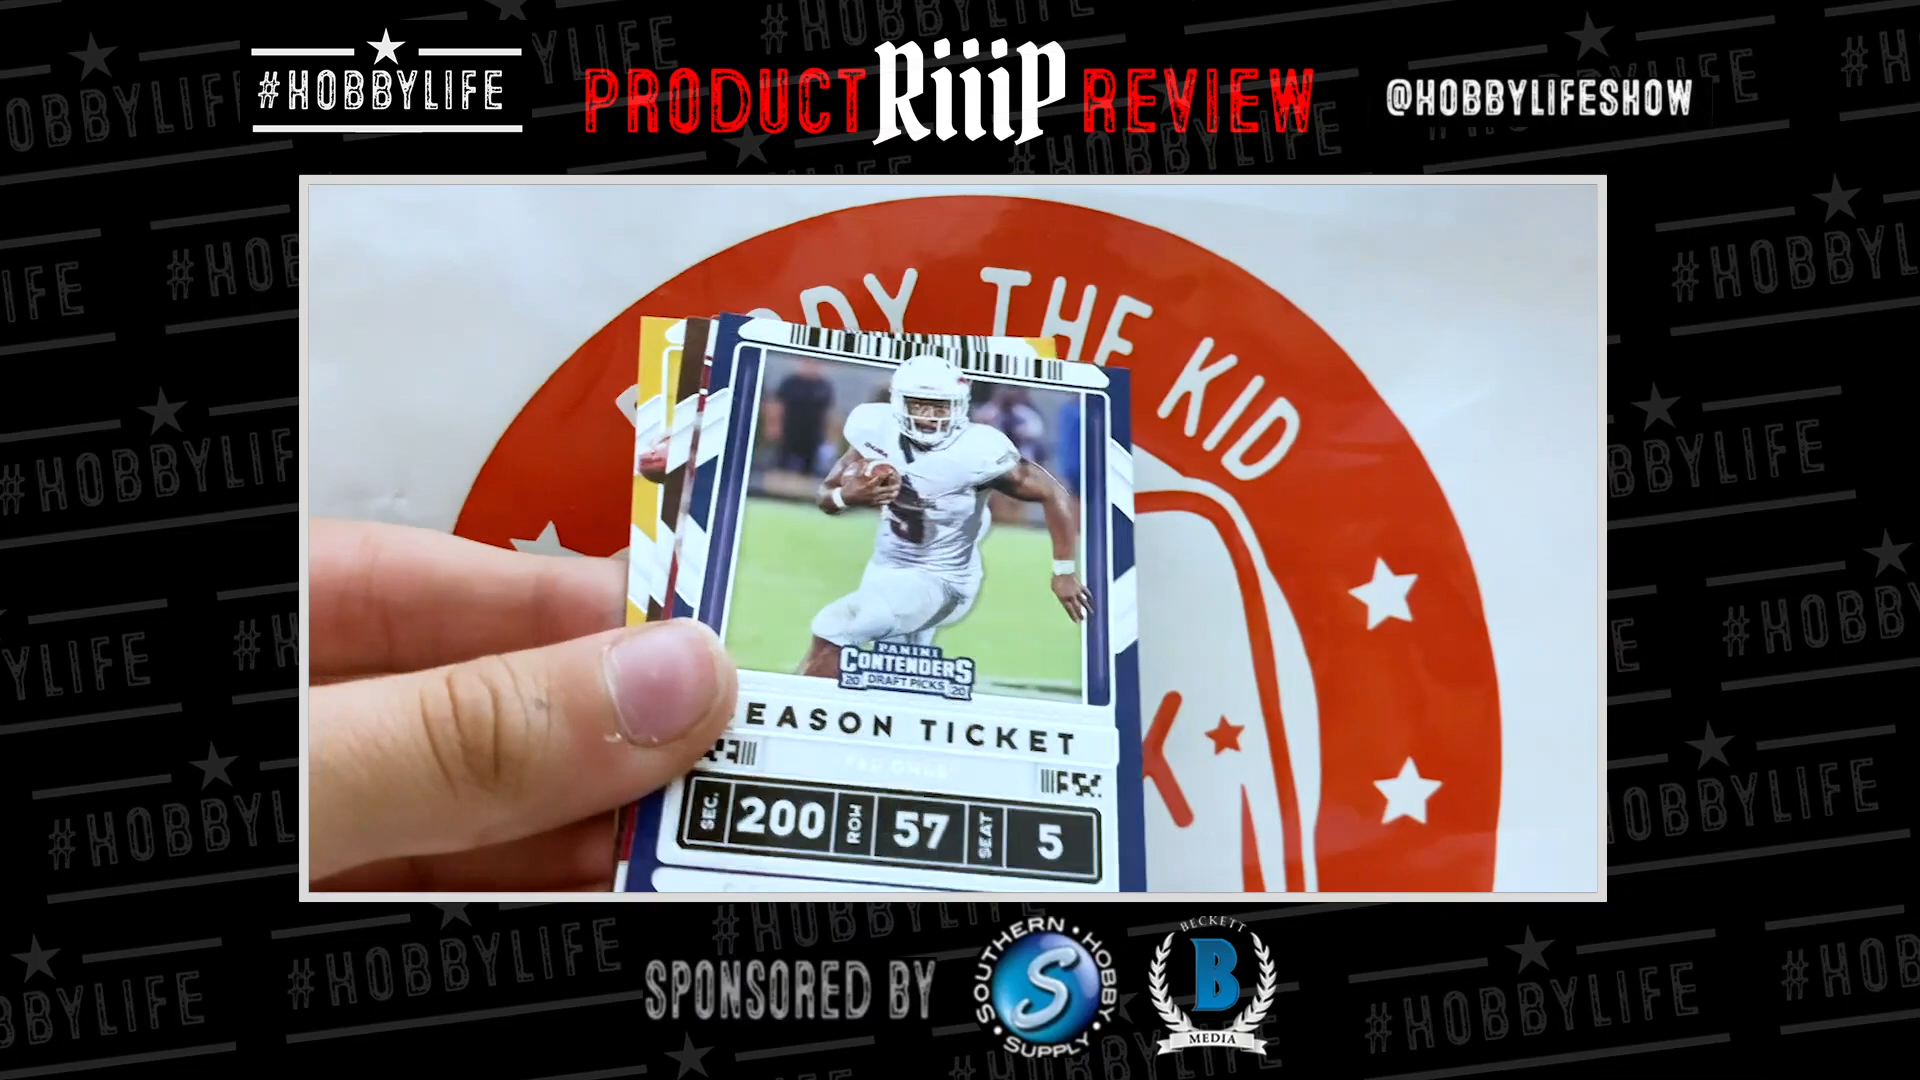 #HOBBYLIFE
PRODUCT RiiiP REVIEW
@HOBBYLIFESHOW
THE KID
PANINI
CONTENDERS
20 DRAFT PICKS 20
EASON TICKET
SEC. 200 ROW 57 SEAT 5
SPONSORED BY
SOUTHERN HOBBY SUPPLY
S
BECKETT
B
MEDIA